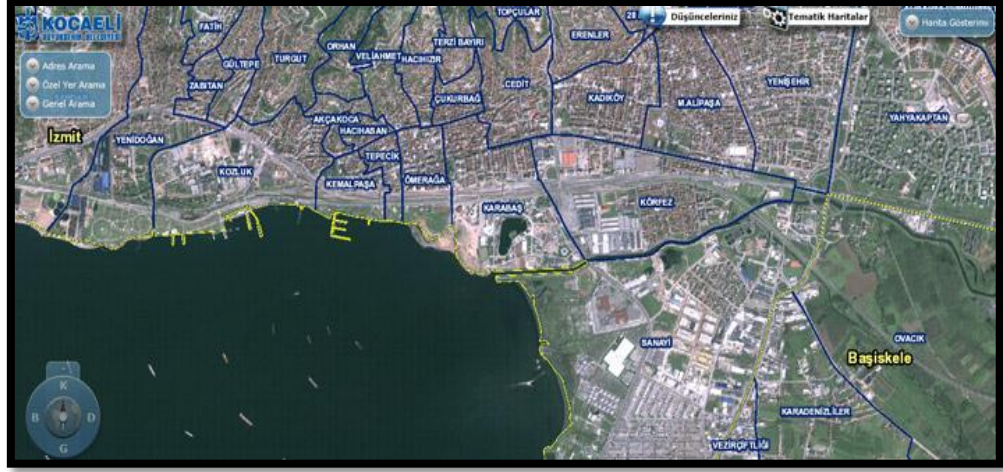 KOCAELİ
BÜYÜKŞEHİR BELEDİYESİ
Adres Arama
Özel Yer Arama
Genel Arama
Düşünceleriniz
Tematik Haritalar
Harita Gösterimi
FATİH
ORHAN
TERZİ BAYIRI
TOPÇULAR
28
ERENLER
GÜLTEPE
TURGUT
VELİAHMET
HACIHIZIR
ZABITAN
CEDİT
YENİŞEHİR
ÇUKURBAĞ
KADIKÖY
M.ALİPAŞA
YAHYAKAPTAN
İzmit
YENİDOĞAN
AKÇAKOCA
HACIHASAN
TEPECİK
KOZLUK
KEMALPAŞA
ÖMERAĞA
KARABAŞ
KÖRFEZ
SANAYİ
OVACIK
Başiskele
KARADENİZLİLER
VEZİRÇİFTLİĞİ
K
B
D
G